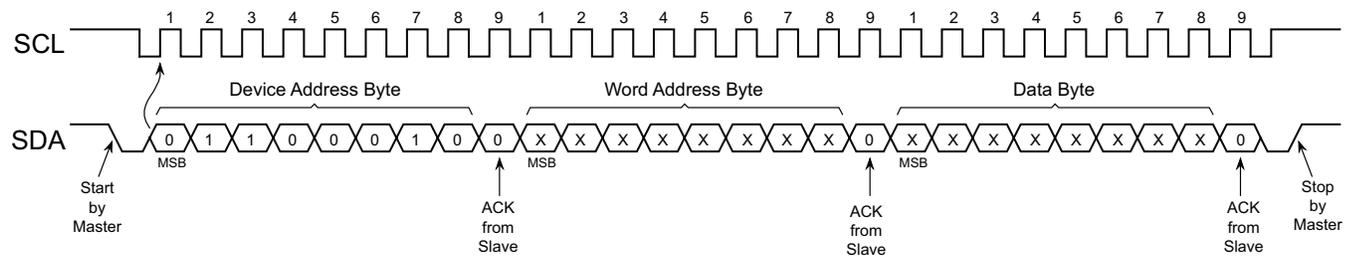 1 2 3 4 5 6 7 8 9 1 2 3 4 5 6 7 8 9 1 2 3 4 5 6 7 8 9
SCL
Device Address Byte Word Address Byte Data Byte
SDA 0 1 1 0 0 0 1 0 0 X X X X X X X X 0 X X X X X X X X 0
MSB MSB MSB
Start
by
Master
ACK
from
Slave
ACK
from
Slave
ACK
from
Slave
Stop
by
Master